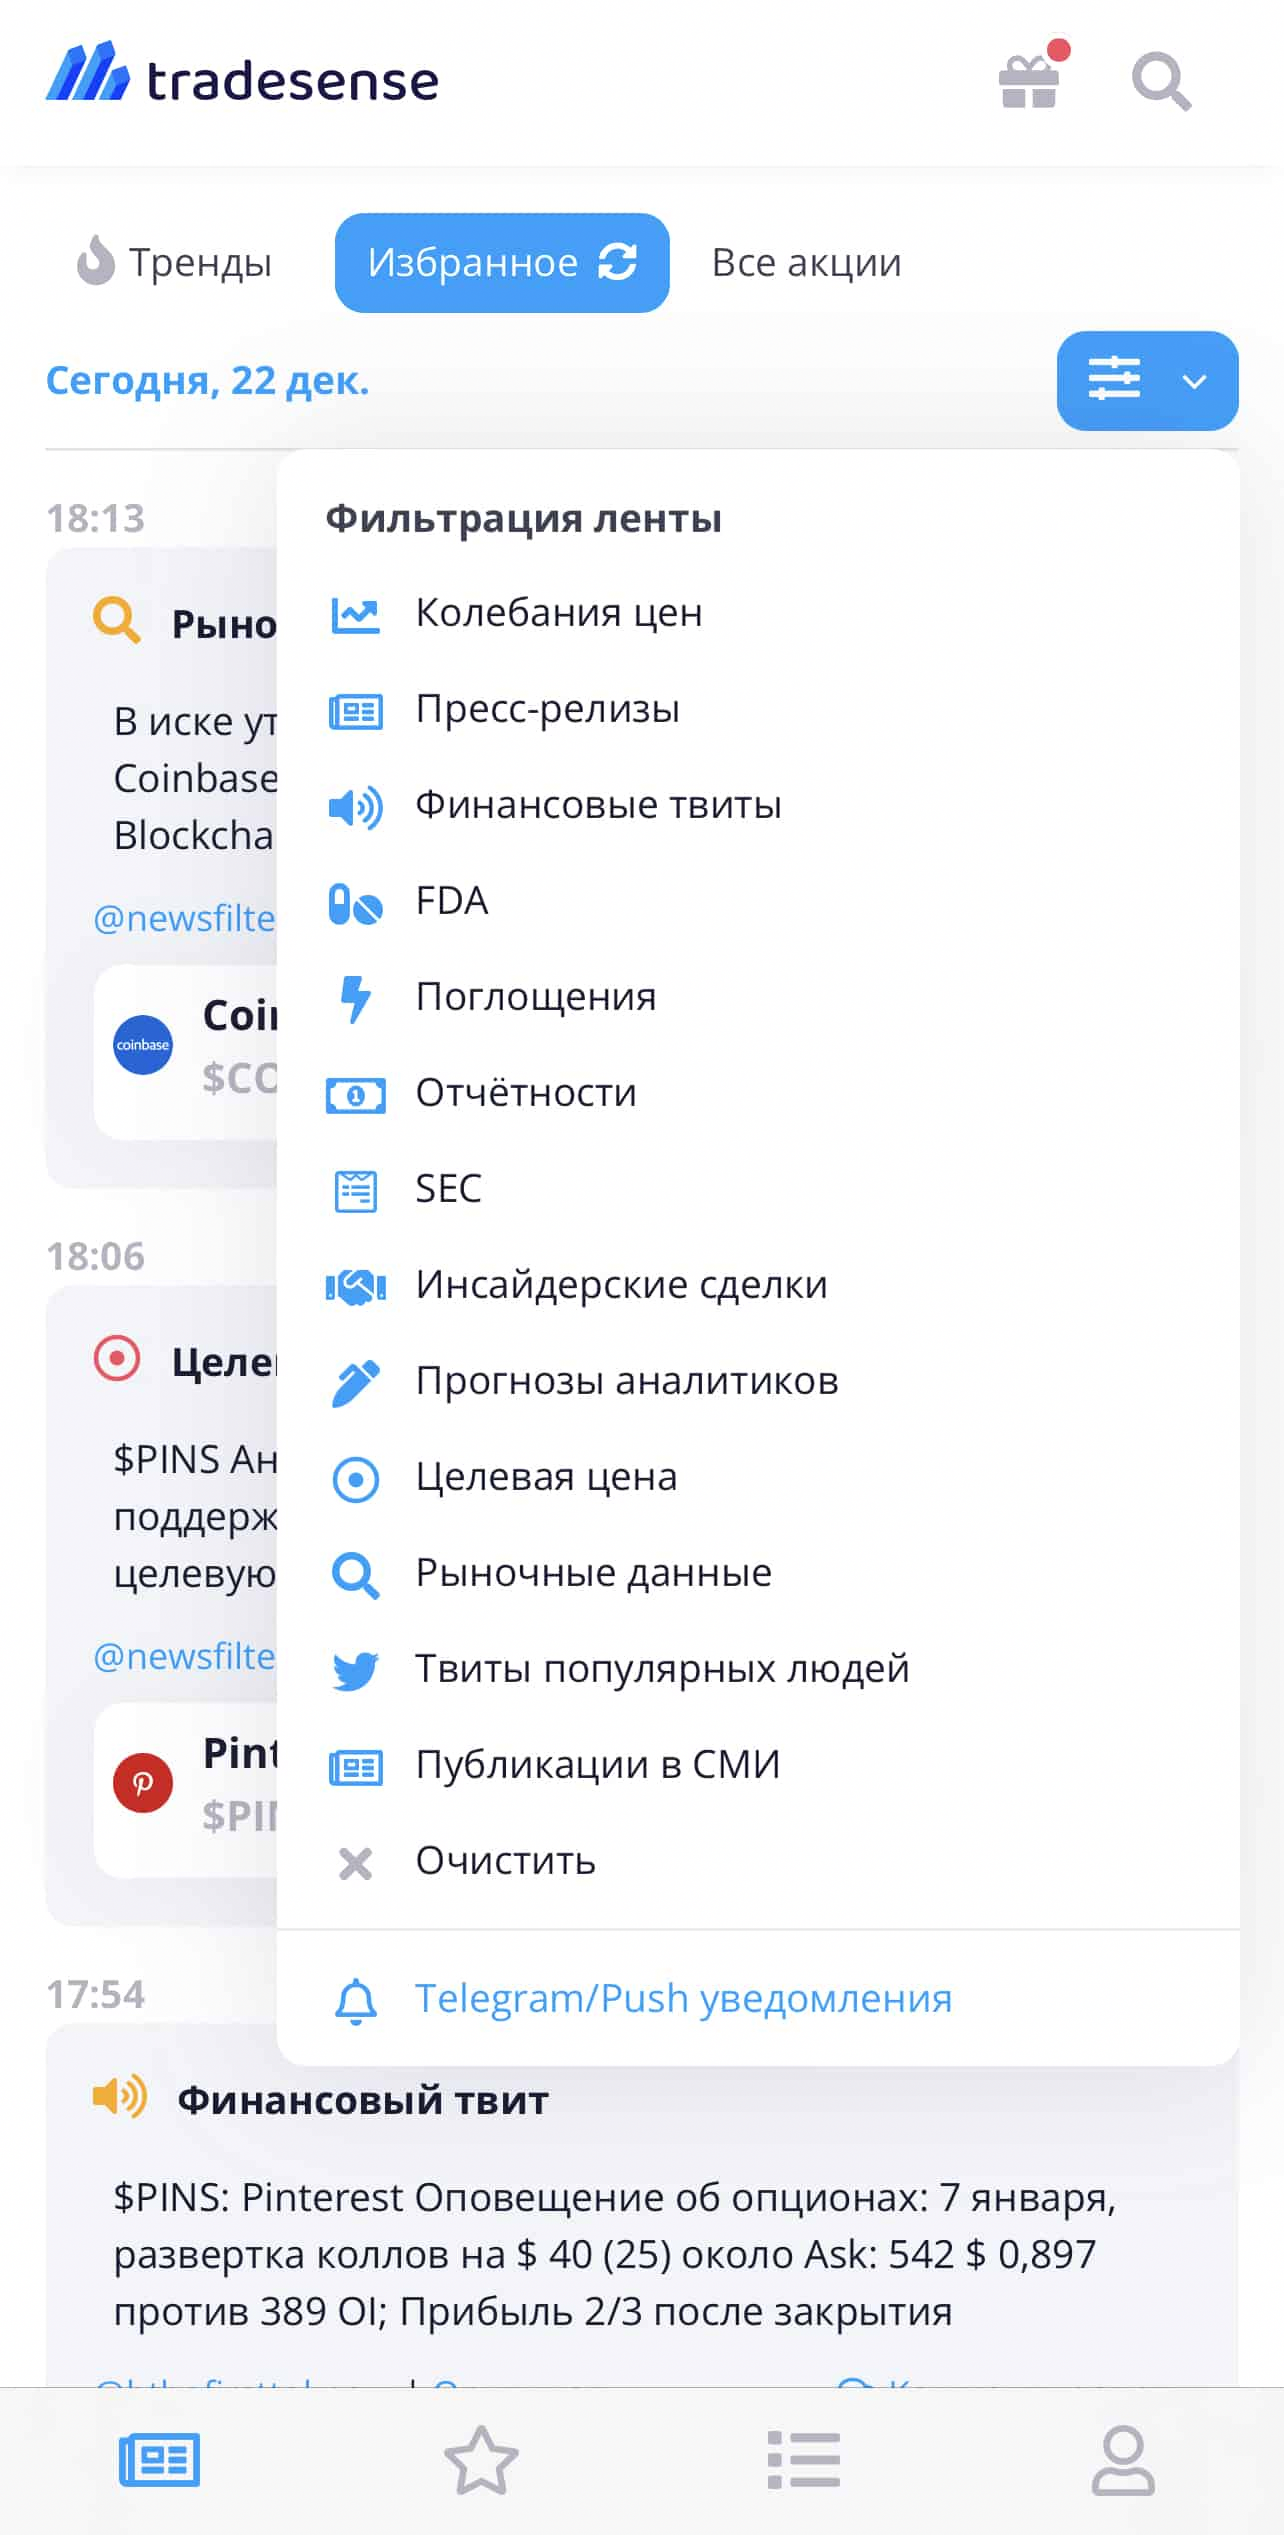 tradesense
Тренды
Избранное
Все акции
Сегодня, 22 дек.
Фильтрация ленты
Колебания цен
Пресс-релизы
Финансовые твиты
FDA
Поглощения
Отчётности
SEC
Инсайдерские сделки
Прогнозы аналитиков
Целевая цена
Рыночные данные
Твиты популярных людей
Публикации в СМИ
Очистить
Telegram/Push уведомления
18:13
Рыно
В иске ут
Coinbase
Blockcha
@newsfilte
coinbase
Coi
$CO
18:06
Целе
$PINS Ан
поддерж
целевую
@newsfilte
Pint
$PI
17:54
Финансовый твит
$PINS: Pinterest Оповещение об опционах: 7 января,
развертка коллов на $ 40 (25) около Ask: 542 $ 0,897
против 389 OI; Прибыль 2/3 после закрытия